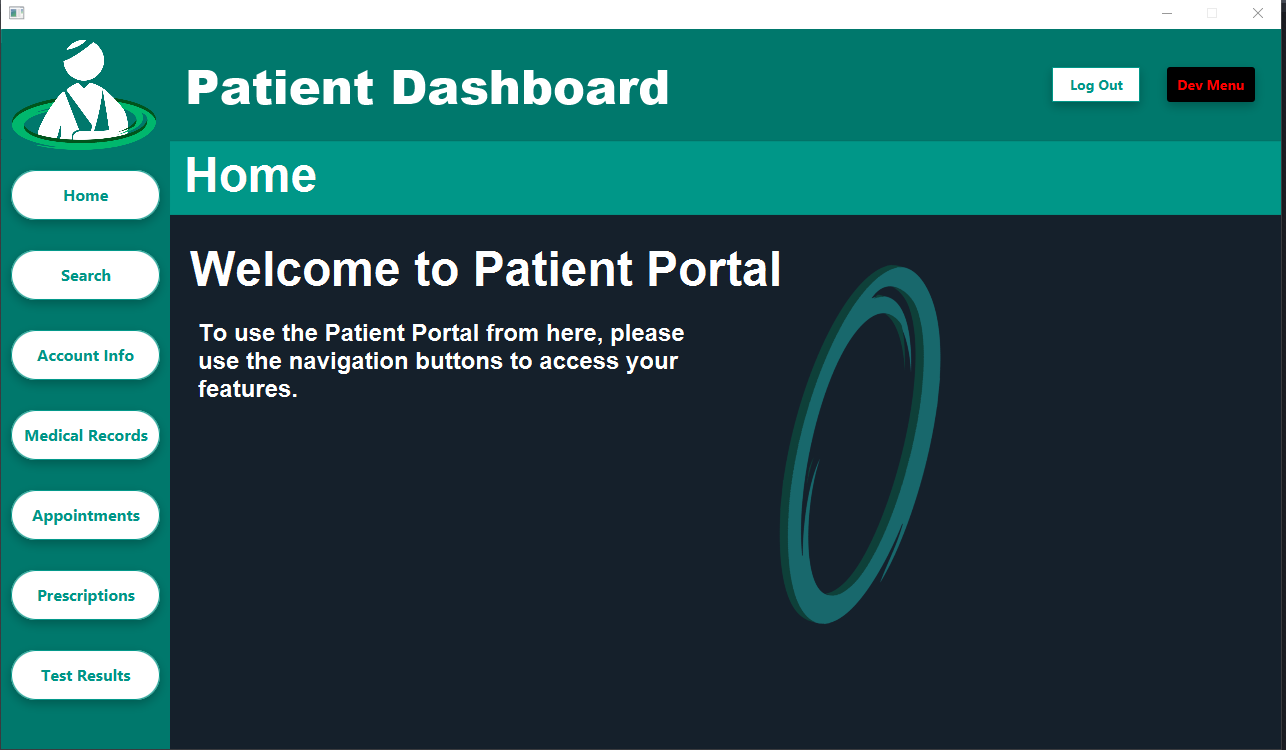 Patient Dashboard
Log Out
Dev Menu
Home
Home
Search
Account Info
Medical Records
Appointments
Prescriptions
Test Results
Welcome to Patient Portal
To use the Patient Portal from here, please
use the navigation buttons to access your
features.